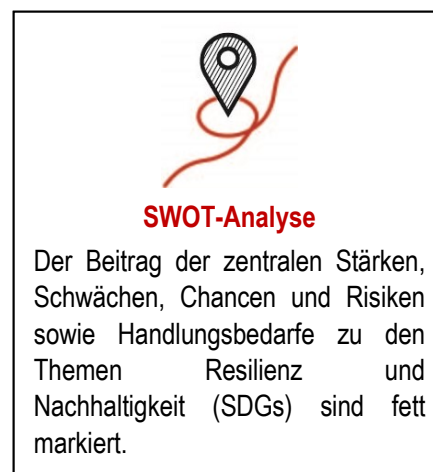 SWOT-Analyse
Der Beitrag der zentralen Stärken,
Schwächen, Chancen und Risiken
sowie Handlungsbedarfe zu den
Themen Resilienz und
Nachhaltigkeit (SDGs) sind fett
markiert.